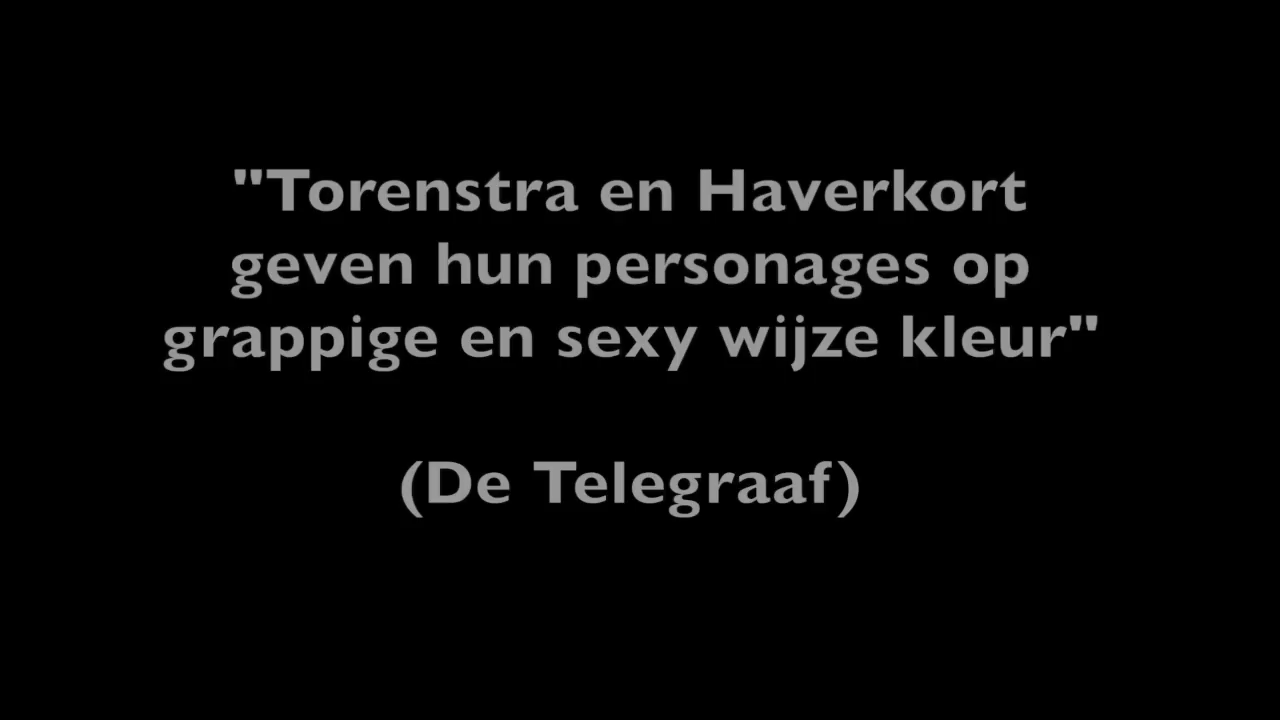 "Torenstra en Haverkort
geven hun personages op
grappige en sexy wijze kleur"
(De Telegraaf)